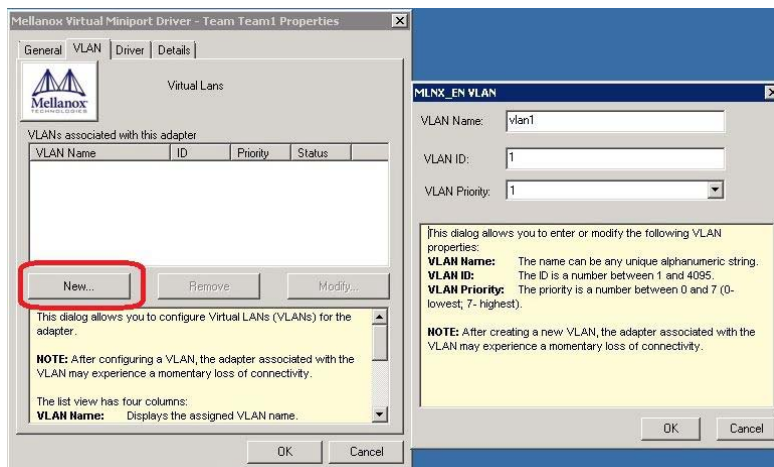 Mellanox Virtual Miniport Driver - Team Team1 Properties
General
VLAN
Driver
Details
Mellanox
TECHNOLOGIES
Virtual Lans
VLANs associated with this adapter
VLAN Name
ID
Priority
Status
New...
Remove
Modify...
This dialog allows you to configure Virtual LANs (VLANs) for the
adapter.
NOTE: After configuring a VLAN, the adapter associated with the
VLAN may experience a momentary loss of connectivity.
The list view has four columns:
VLAN Name: Displays the assigned VLAN name.
OK
Cancel
MLNX_EN VLAN
VLAN Name:
vlan1
VLAN ID:
1
VLAN Priority:
1
This dialog allows you to enter or modify the following VLAN
properties:
VLAN Name: The name can be any unique alphanumeric string.
VLAN ID: The ID is a number between 1 and 4095.
VLAN Priority: The priority is a number between 0 and 7 (0-
lowest; 7- highest).
NOTE: After creating a new VLAN, the adapter associated with the
VLAN may experience a momentary loss of connectivity.
OK
Cancel